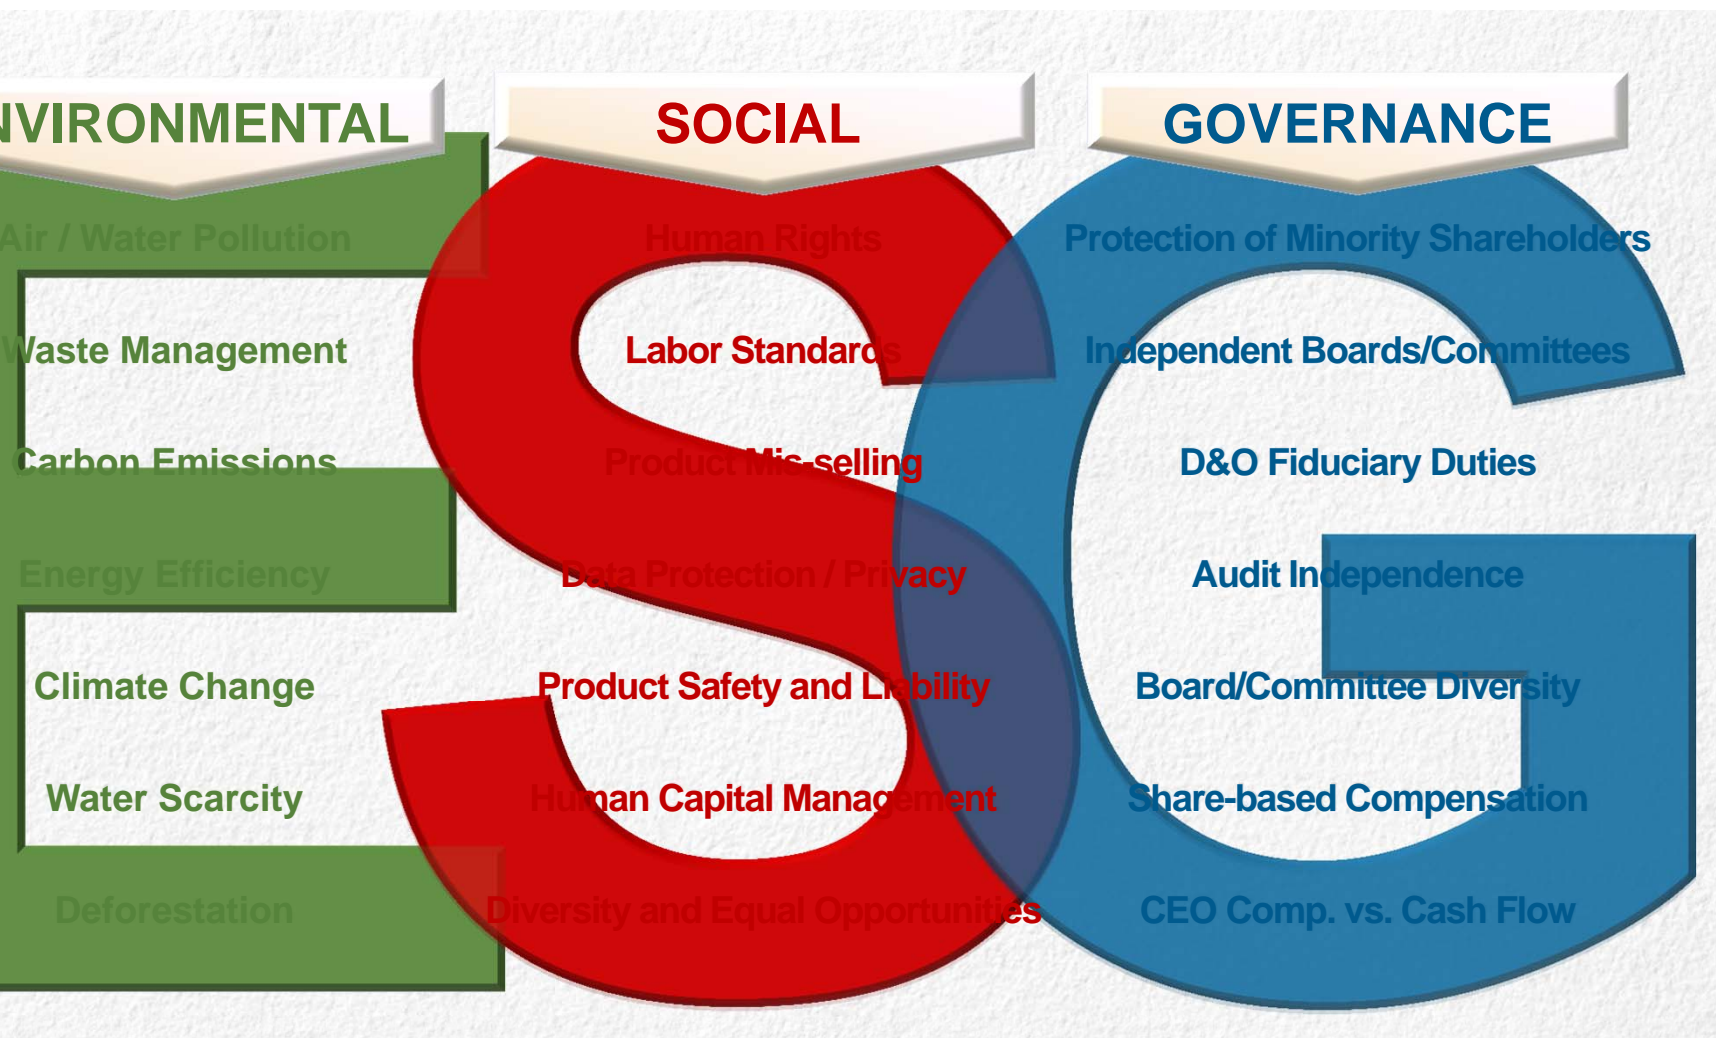 NVIRONMENTAL
Air / Water Pollution
Waste Management
Carbon Emissions
Energy Efficiency
Climate Change
Water Scarcity
Deforestation
SOCIAL
Human Rights
Labor Standards
Product Mis-selling
Data Protection / Privacy
Product Safety and Liability
Human Capital Management
Diversity and Equal Opportunities
GOVERNANCE
Protection of Minority Shareholders
Independent Boards/Committees
D&O Fiduciary Duties
Audit Independence
Board/Committee Diversity
Share-based Compensation
CEO Comp. vs. Cash Flow
ESG